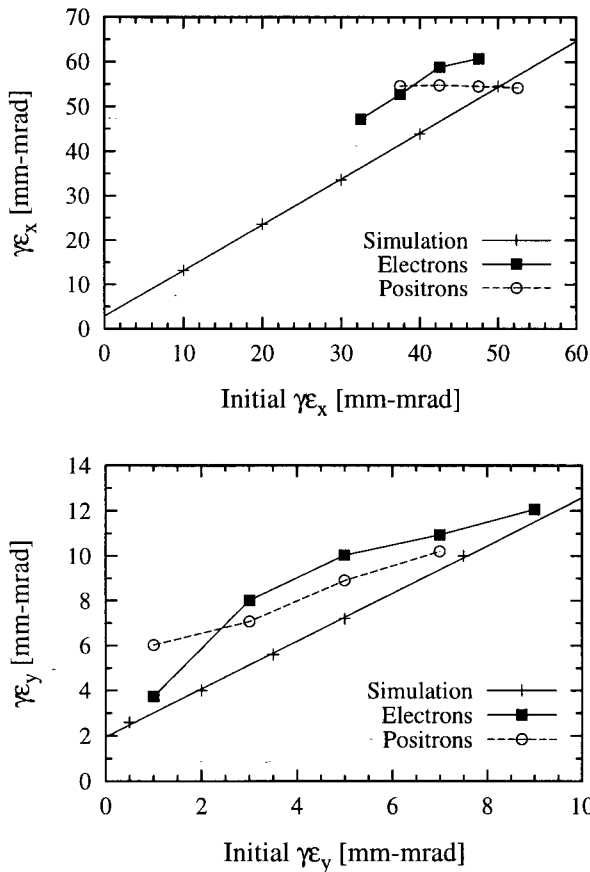 70
60
50
40
30
20
10
0
γε_x [mm-mrad]
Simulation
Electrons
Positrons
0 10 20 30 40 50 60
Initial γε_x [mm-mrad]
14
12
10
8
6
4
2
0
γε_y [mm-mrad]
Simulation
Electrons
Positrons
0 2 4 6 8 10
Initial γε_y [mm-mrad]